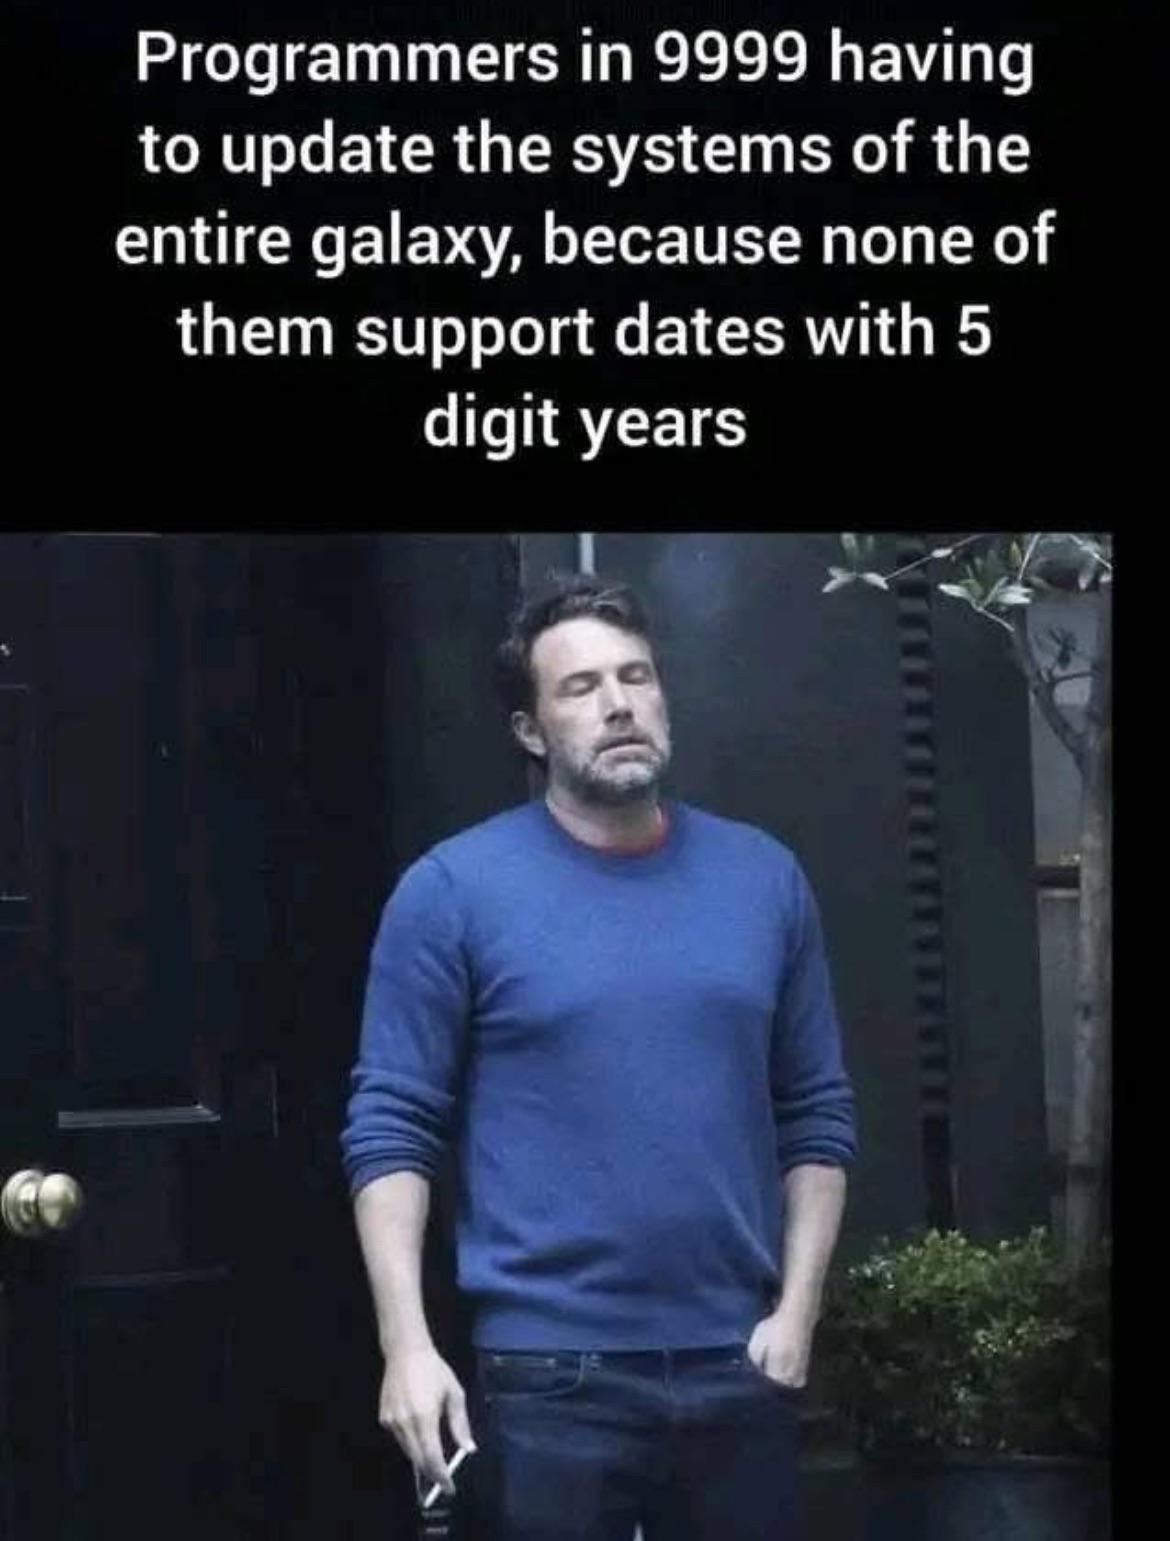 Programmers in 9999 having
to update the systems of the
entire galaxy, because none of
them support dates with 5
digit years